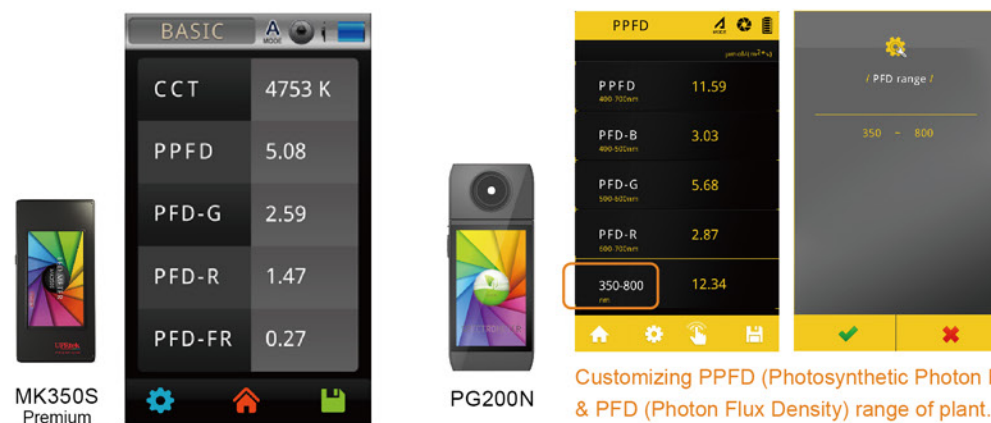 BASIC
A
MODE
CCT 4753 K
PPFD 5.08
PFD-G 2.59
PFD-R 1.47
PFD-FR 0.27
UPRtek
MK350S
Premium
PG200N
PPFD
PPFD 11.59
400-700nm
PFD-B 3.03
400-500nm
PFD-G 5.68
500-600nm
PFD-R 2.87
600-700nm
350-800 12.34
nm
/ PFD range /
350 ~ 800
Customizing PPFD (Photosynthetic Photon
& PFD (Photon Flux Density) range of plant.